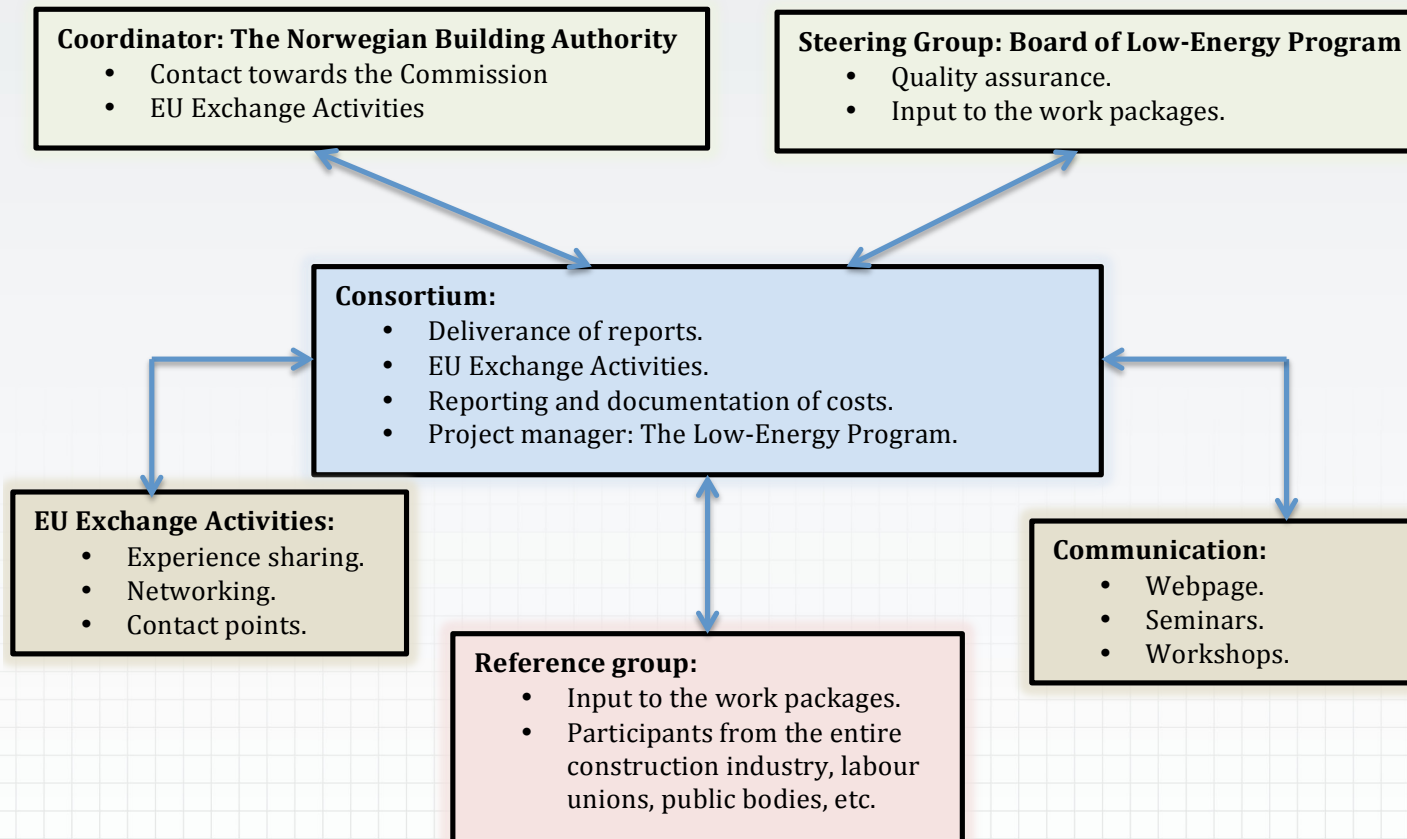 Coordinator: The Norwegian Building Authority
• Contact towards the Commission
• EU Exchange Activities
Steering Group: Board of Low-Energy Program
• Quality assurance.
• Input to the work packages.
Consortium:
• Deliverance of reports.
• EU Exchange Activities.
• Reporting and documentation of costs.
• Project manager: The Low-Energy Program.
EU Exchange Activities:
• Experience sharing.
• Networking.
• Contact points.
Communication:
• Webpage.
• Seminars.
• Workshops.
Reference group:
• Input to the work packages.
• Participants from the entire
construction industry, labour
unions, public bodies, etc.